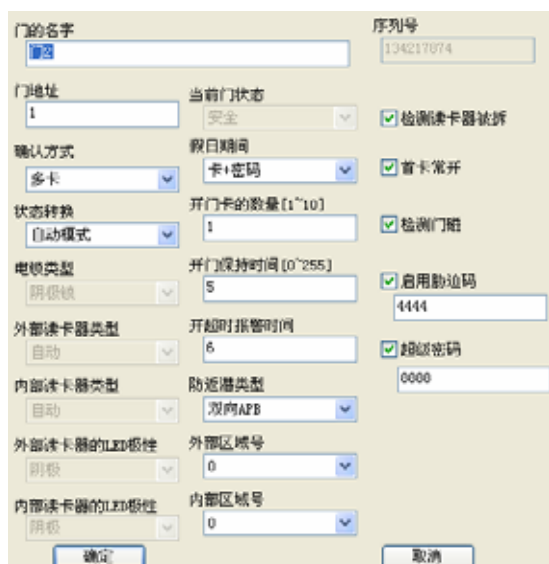 门的名字
门2
序列号
134217874
门地址
1
当前门状态
安全
检测读卡器被拆
确认方式
多卡
假日期间
卡+密码
首卡常开
状态转换
自动模式
开门卡的数量[1~10]
1
检测门磁
电锁类型
阴极锁
开门保持时间[0~255]
5
启用胁迫码
4444
外部读卡器类型
自动
开超时报警时间
6
超级密码
0000
内部读卡器类型
自动
防返潜类型
双向APB
外部读卡器的LED极性
阴极
外部区域号
0
内部读卡器的LED极性
阴极
内部区域号
0
确定
取消